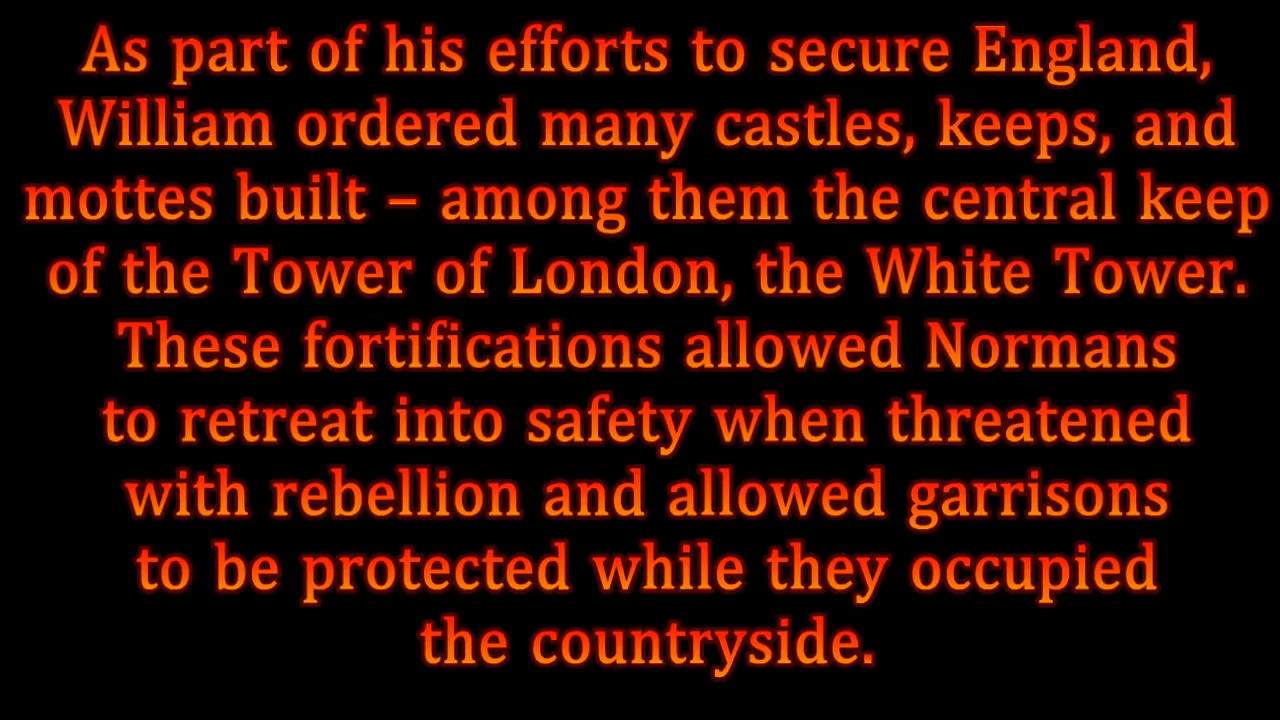 As part of his efforts to secure England,
William ordered many castles, keeps, and
mottes built – among them the central keep
of the Tower of London, the White Tower.
These fortifications allowed Normans
to retreat into safety when threatened
with rebellion and allowed garrisons
to be protected while they occupied
the countryside.